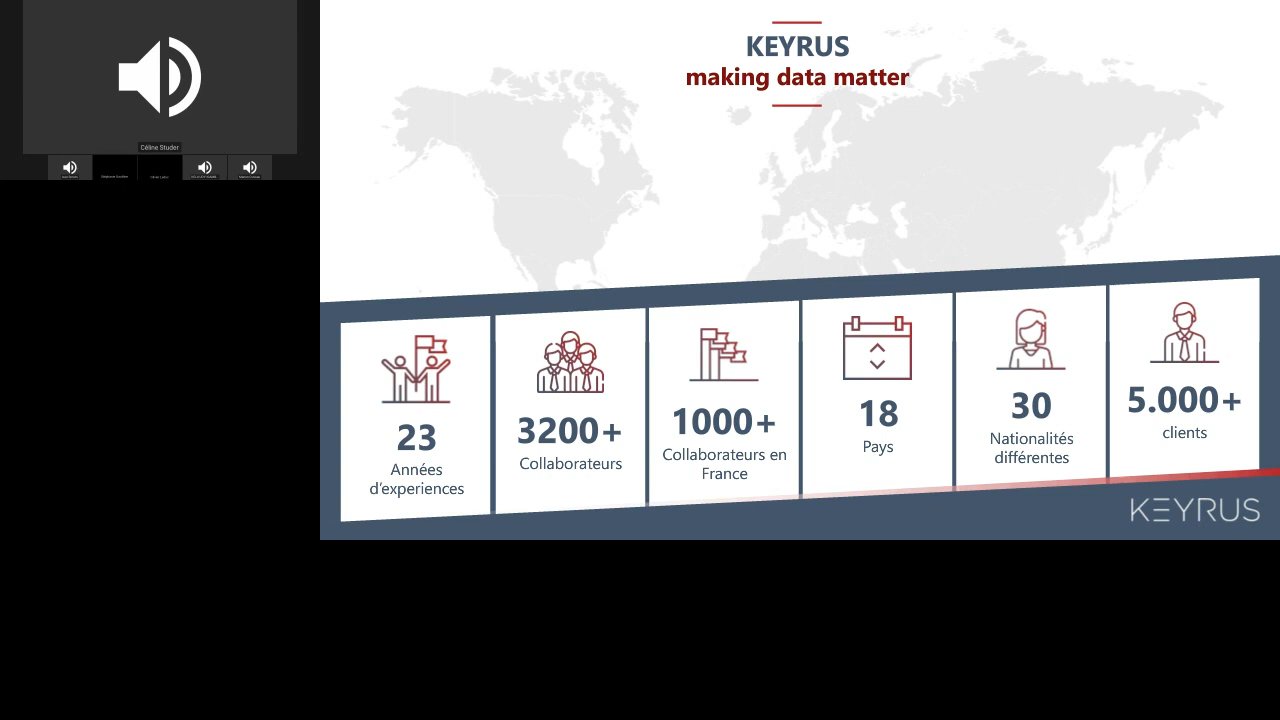 Céline Studer
KEYRUS
making data matter
23
Années
d'experiences
3200+
Collaborateurs
1000+
Collaborateurs en
France
18
Pays
30
Nationalités
différentes
5.000+
clients
KEYRUS